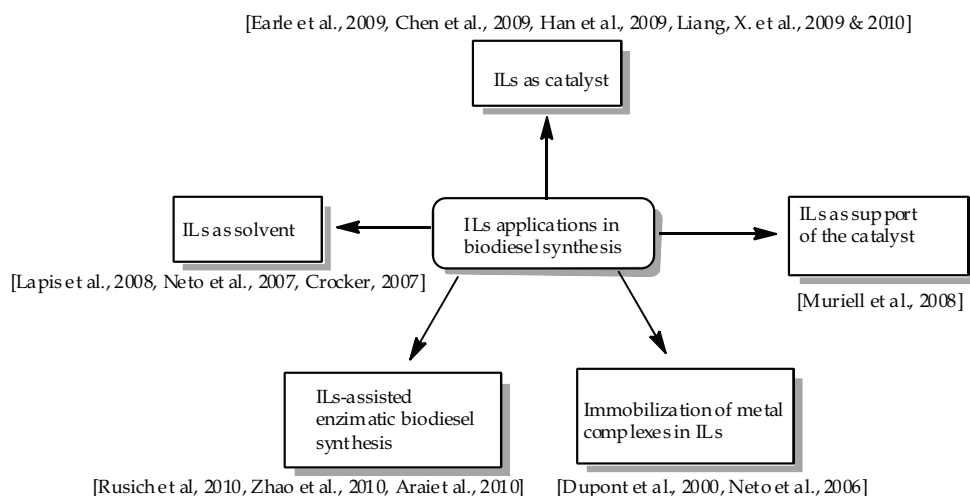 [Earle et al., 2009, Chen et al., 2009, Han et al., 2009, Liang, X. et al., 2009 & 2010]
ILs as catalyst
ILs as solvent
[Lapis et al., 2008, Neto et al., 2007, Crocker, 2007]
ILs applications in
biodiesel synthesis
ILs as support
of the catalyst
[Muriell et al., 2008]
ILs-assisted
enzimatic biodiesel
synthesis
[Rusich et al, 2010, Zhao et al., 2010, Arai et al., 2010]
Immobilization of metal
complexes in ILs
[Dupont et al., 2000, Neto et al., 2006]